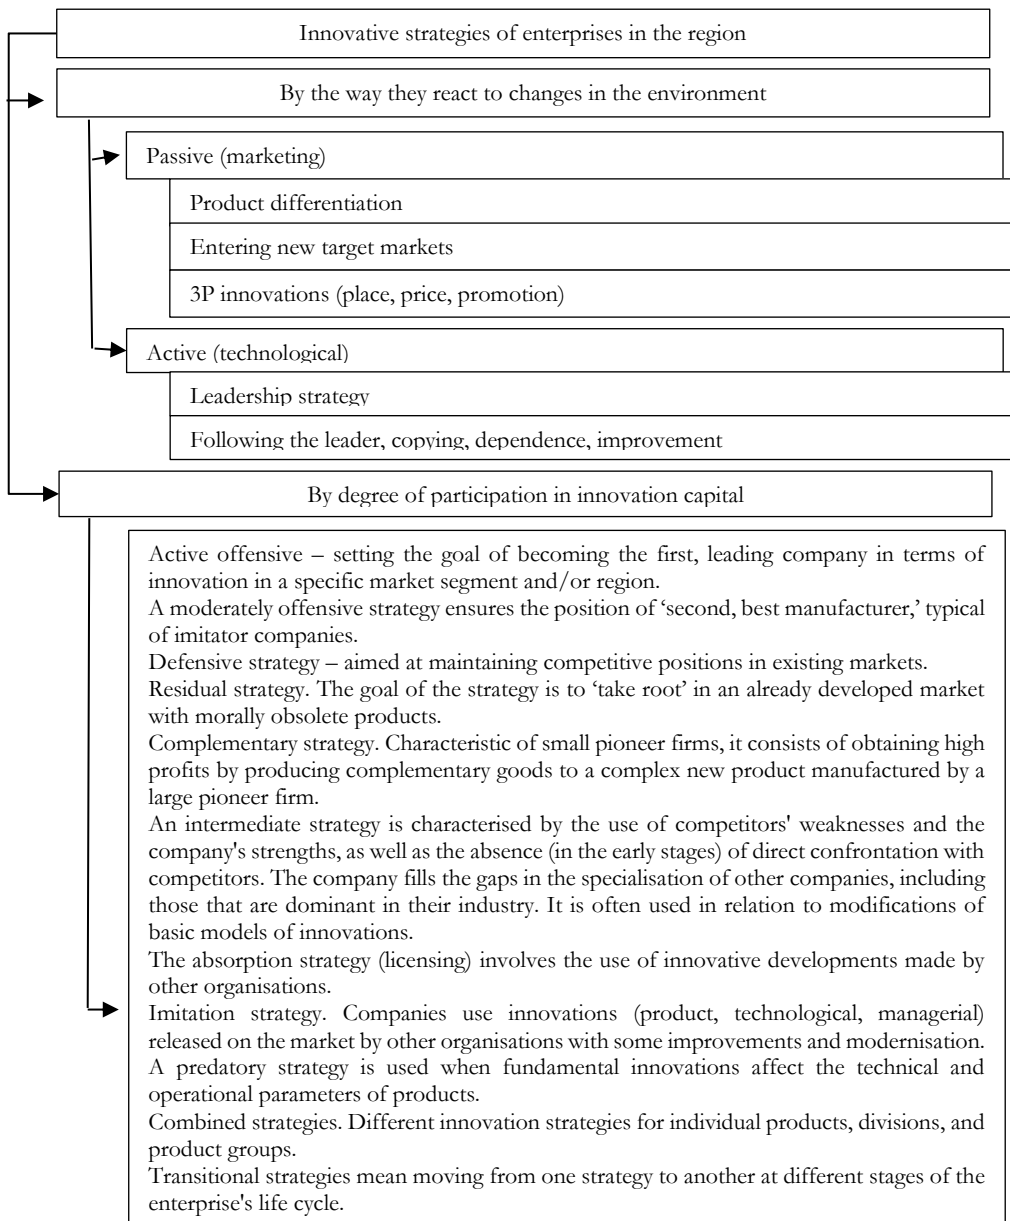 Innovative strategies of enterprises in the region
By the way they react to changes in the environment
Passive (marketing)
Product differentiation
Entering new target markets
3P innovations (place, price, promotion)
Active (technological)
Leadership strategy
Following the leader, copying, dependence, improvement
By degree of participation in innovation capital
Active offensive – setting the goal of becoming the first, leading company in terms of
innovation in a specific market segment and/or region.
A moderately offensive strategy ensures the position of ‘second, best manufacturer,’ typical
of imitator companies.
Defensive strategy – aimed at maintaining competitive positions in existing markets.
Residual strategy. The goal of the strategy is to ‘take root’ in an already developed market
with morally obsolete products.
Complementary strategy. Characteristic of small pioneer firms, it consists of obtaining high
profits by producing complementary goods to a complex new product manufactured by a
large pioneer firm.
An intermediate strategy is characterised by the use of competitors' weaknesses and the
company's strengths, as well as the absence (in the early stages) of direct confrontation with
competitors. The company fills the gaps in the specialisation of other companies, including
those that are dominant in their industry. It is often used in relation to modifications of
basic models of innovations.
The absorption strategy (licensing) involves the use of innovative developments made by
other organisations.
Imitation strategy. Companies use innovations (product, technological, managerial)
released on the market by other organisations with some improvements and modernisation.
A predatory strategy is used when fundamental innovations affect the technical and
operational parameters of products.
Combined strategies. Different innovation strategies for individual products, divisions, and
product groups.
Transitional strategies mean moving from one strategy to another at different stages of the
enterprise's life cycle.